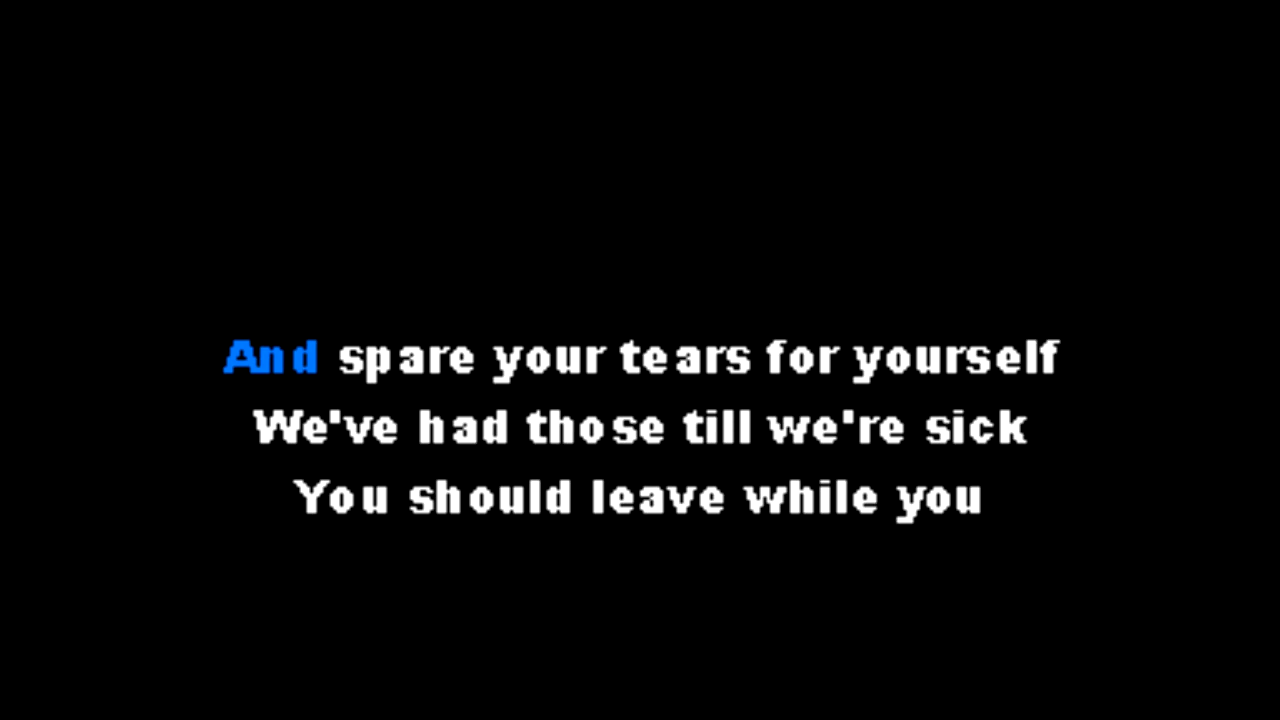 And spare your tears for yourself
We've had those till we're sick
You should leave while you